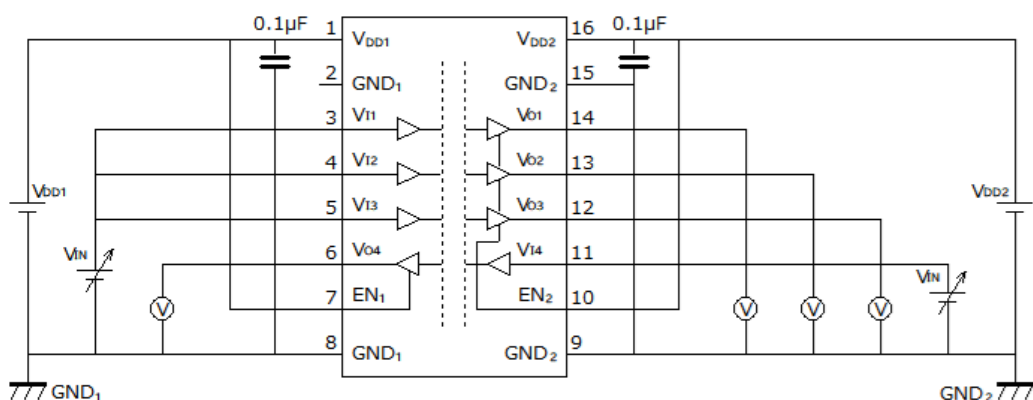 0.1µF 1 VDD1 VDD2 16 0.1µF
2 GND1 GND2 15
3 VI1 VO1 14
4 VI2 VO2 13
VDD1 5 VI3 VO3 12 VDD2
VIN 6 VO4 VI4 11 VIN
V 7 EN1 EN2 10 V V V
8 GND1 GND2 9
GND1 GND2